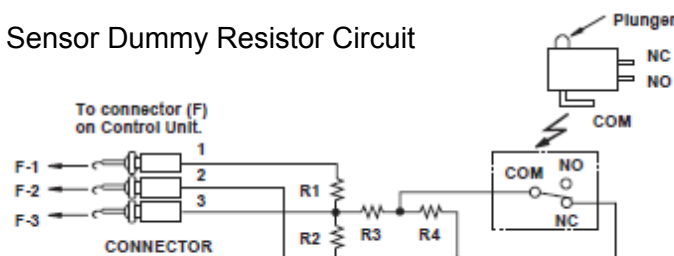 Sensor Dummy Resistor Circuit
Plunger
NC
NO
COM
To connector (F)
on Control Unit.
F-1
1
F-2
2
F-3
3
CONNECTOR
R1
R2
R3
R4
COM
NO
NC